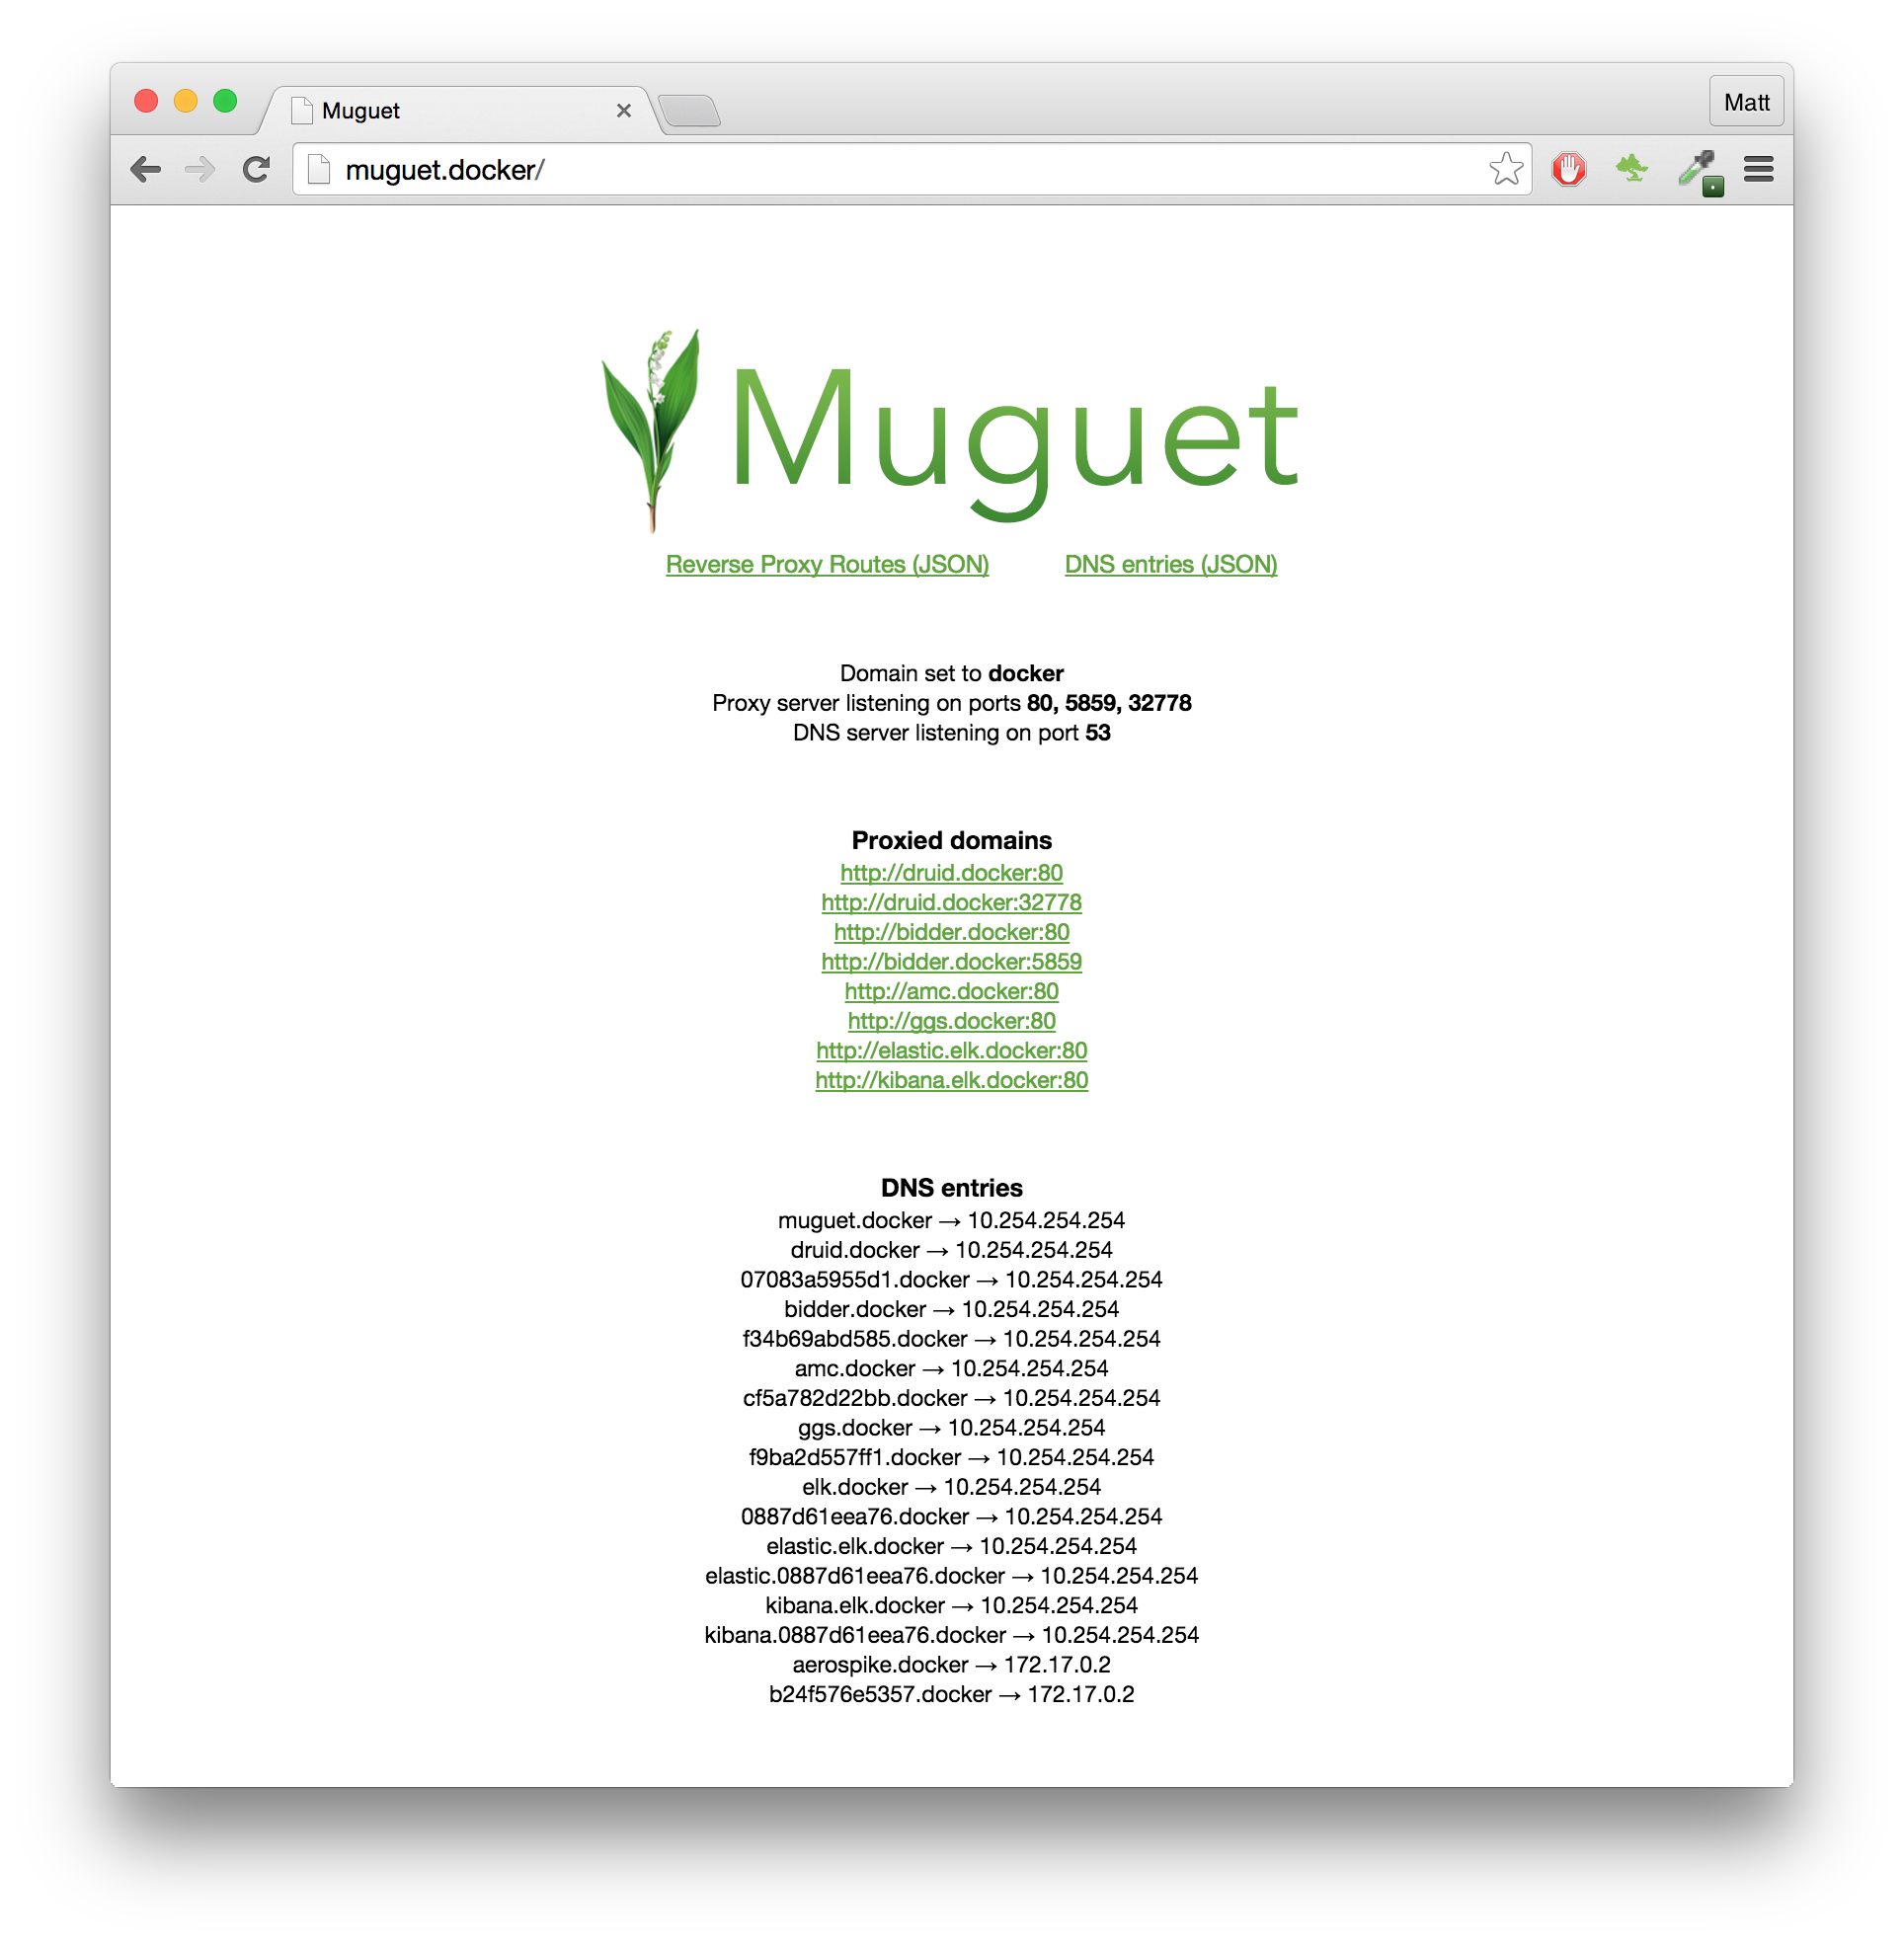 Muguet
Matt
muguet.docker/
Muguet
Reverse Proxy Routes (JSON) DNS entries (JSON)
Domain set to docker
Proxy server listening on ports 80, 5859, 32778
DNS server listening on port 53
Proxied domains
http://druid.docker:80
http://druid.docker:32778
http://bidder.docker:80
http://bidder.docker:5859
http://amc.docker:80
http://ggs.docker:80
http://elastic.elk.docker:80
http://kibana.elk.docker:80
DNS entries
muguet.docker → 10.254.254.254
druid.docker → 10.254.254.254
07083a5955d1.docker → 10.254.254.254
bidder.docker → 10.254.254.254
f34b69abd585.docker → 10.254.254.254
amc.docker → 10.254.254.254
cf5a782d22bb.docker → 10.254.254.254
ggs.docker → 10.254.254.254
f9ba2d557ff1.docker → 10.254.254.254
elk.docker → 10.254.254.254
0887d61eea76.docker → 10.254.254.254
elastic.elk.docker → 10.254.254.254
elastic.0887d61eea76.docker → 10.254.254.254
kibana.elk.docker → 10.254.254.254
kibana.0887d61eea76.docker → 10.254.254.254
aerospike.docker → 172.17.0.2
b24f576e5357.docker → 172.17.0.2